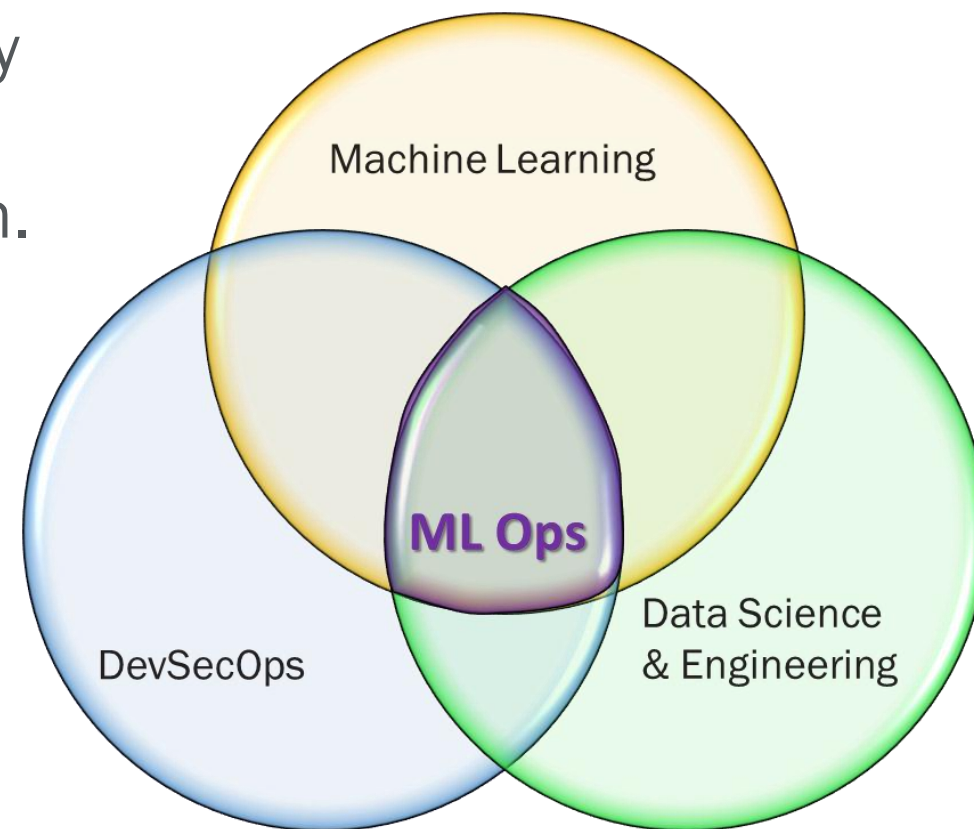 y
n.
Machine Learning
ML Ops
DevSecOps
Data Science
& Engineering